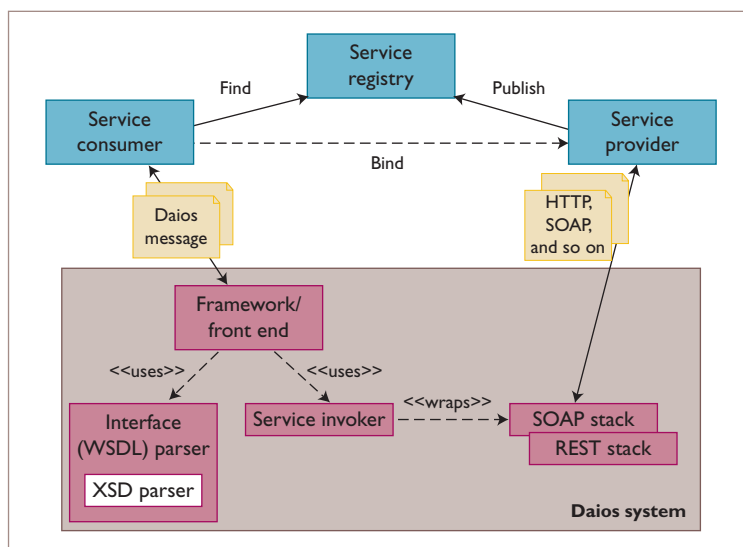 Service
registry
Find
Publish
Service
consumer
Service
provider
Bind
Daios
message
HTTP,
SOAP,
and so on
Framework/
front end
<<uses>>
<<uses>>
<<wraps>>
Interface
(WSDL) parser
XSD parser
Service invoker
SOAP stack
REST stack
Daios system